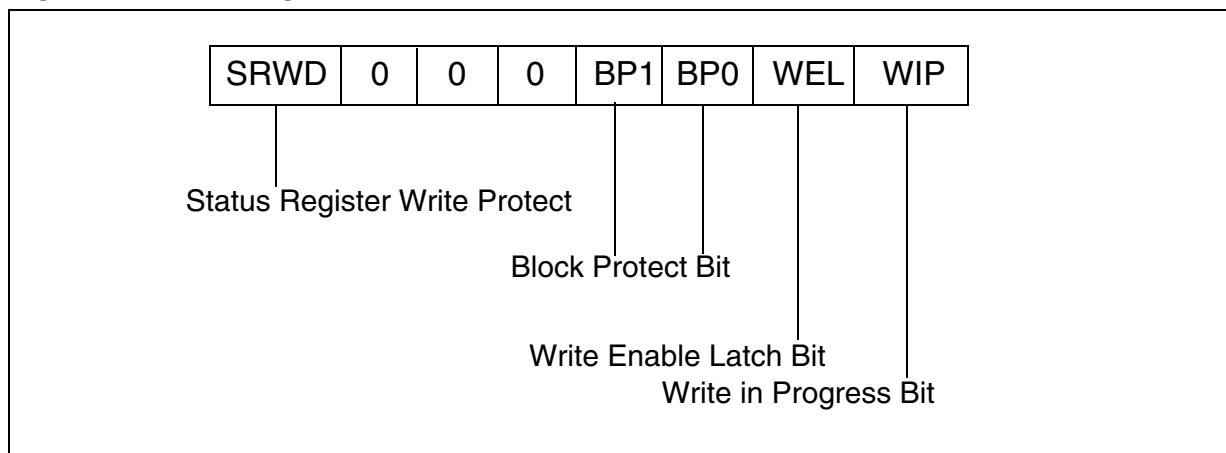 SRWD 0 0 0 BP1 BP0 WEL WIP
Status Register Write Protect
Block Protect Bit
Write Enable Latch Bit
Write in Progress Bit